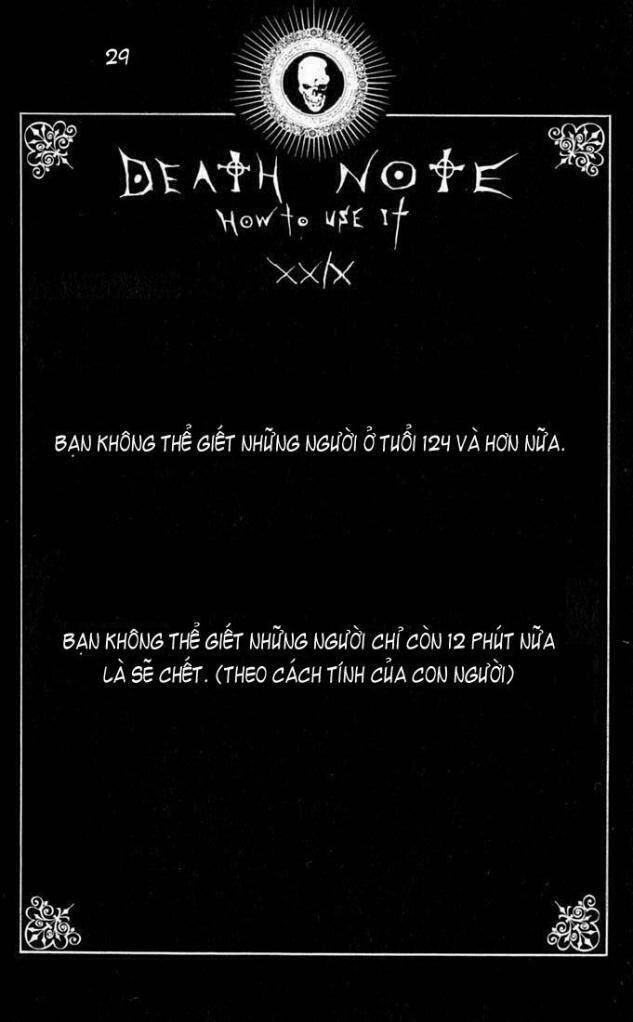 29
DEATH NOTE
HOW TO USE IT
XXIX
BẠN KHÔNG THỂ GIẾT NHỮNG NGƯỜI Ở TUỔI 124 VÀ HƠN NỮA.
BẠN KHÔNG THỂ GIẾT NHỮNG NGƯỜI CHỈ CÒN 12 PHÚT NỮA
LÀ SẼ CHẾT. (THEO CÁCH TÍNH CỦA CON NGƯỜI)